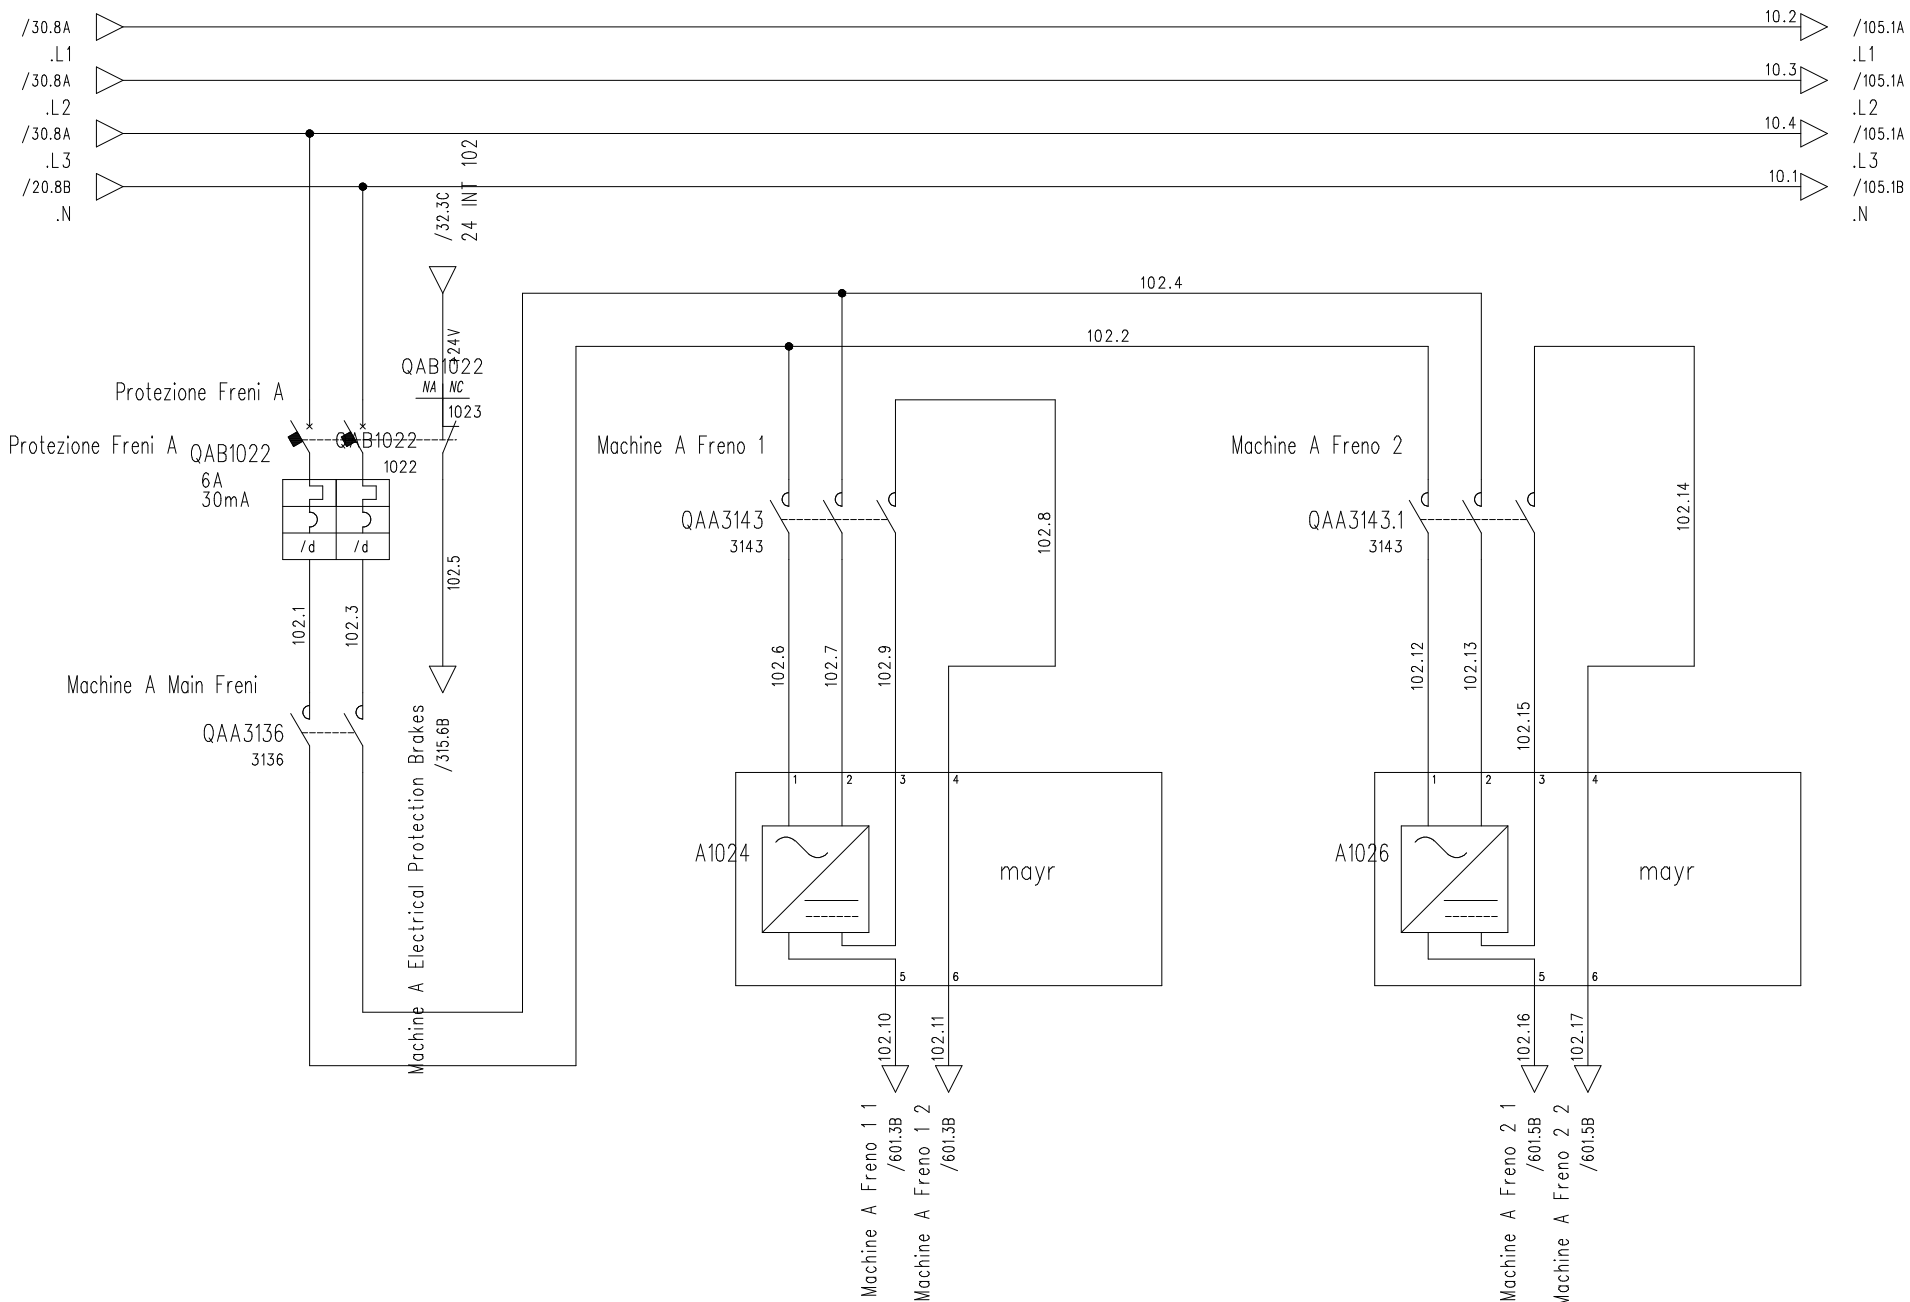 /30.8A
.L1
/30.8A
.L2
/30.8A
.L3
/20.8B
.N
10.2
/105.1A
.L1
10.3
/105.1A
.L2
10.4
/105.1A
.L3
10.1
/105.1B
.N
/32.3C
24 INT 102
102.4
102.2
+24V
QAB1022
NA NC
1023
Protezione Freni A
Protezione Freni A
QAB1022
6A
30mA
QAB1022
1022
/d
/d
102.1
102.3
102.5
Machine A Main Freni
QAA3136
3136
Machine A Electrical Protection Brakes
/315.6B
Machine A Freno 1
QAA3143
3143
102.8
102.6
102.7
102.9
1
2
3
4
A1024
mayr
5
6
102.10
102.11
Machine A Freno 1 1
/601.3B
Machine A Freno 1 2
/601.3B
Machine A Freno 2
QAA3143.1
3143
102.14
102.12
102.13
102.15
1
2
3
4
A1026
mayr
5
6
102.16
102.17
Machine A Freno 2 1
/601.5B
Machine A Freno 2 2
/601.5B